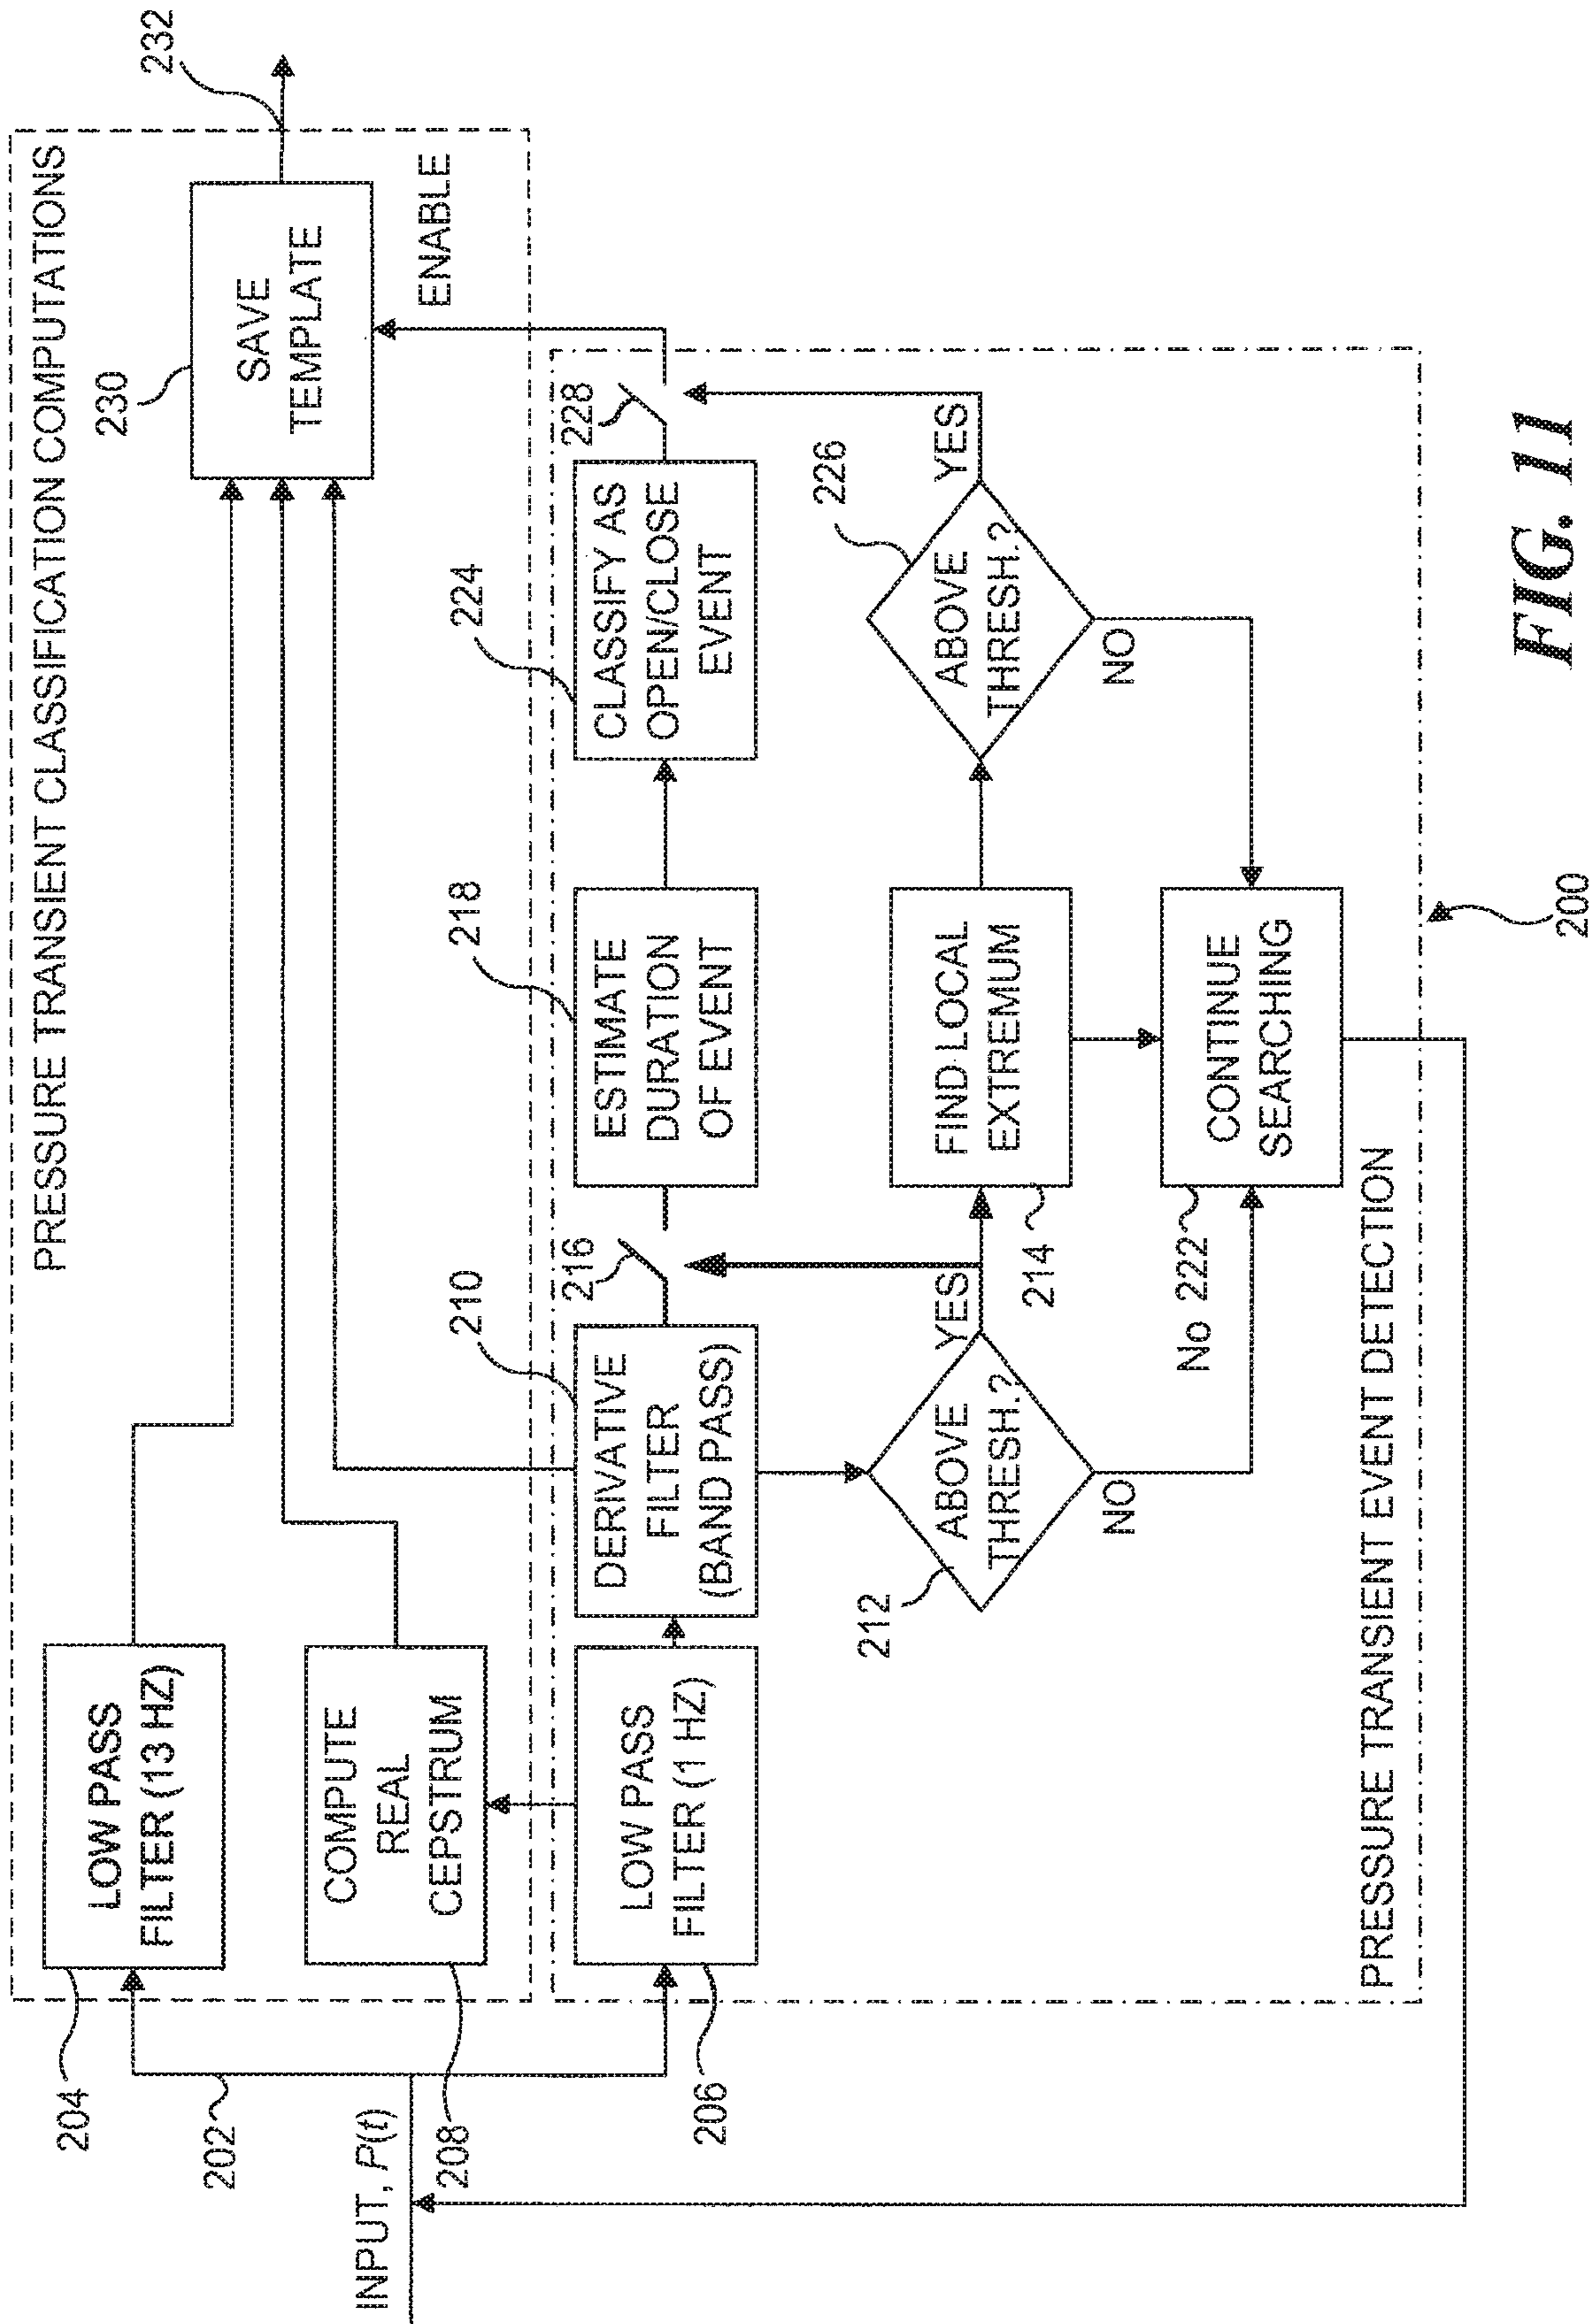 PRESSURE TRANSIENT CLASSIFICATION COMPUTATIONS
204
LOW PASS
FILTER (13 HZ)
230
SAVE
TEMPLATE
232
202
INPUT, P(t)
208
COMPUTE
REAL
CEPSTRUM
ENABLE
206
LOW PASS
FILTER (1 HZ)
210
DERIVATIVE
FILTER
(BAND PASS)
216
218
ESTIMATE
DURATION
OF EVENT
224
CLASSIFY AS
OPEN/CLOSE
EVENT
228
212
ABOVE
THRESH.?
YES
NO
214
FIND LOCAL
EXTREMUM
226
ABOVE
THRESH.?
YES
NO
No 222
CONTINUE
SEARCHING
PRESSURE TRANSIENT EVENT DETECTION
200
FIG. 11